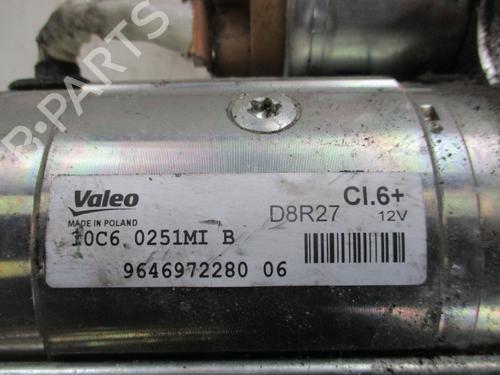 B-PARTS
Valeo
MADE IN POLAND
D8R27
Cl.6+
12V
10C6 0251MI B
9646972280 06